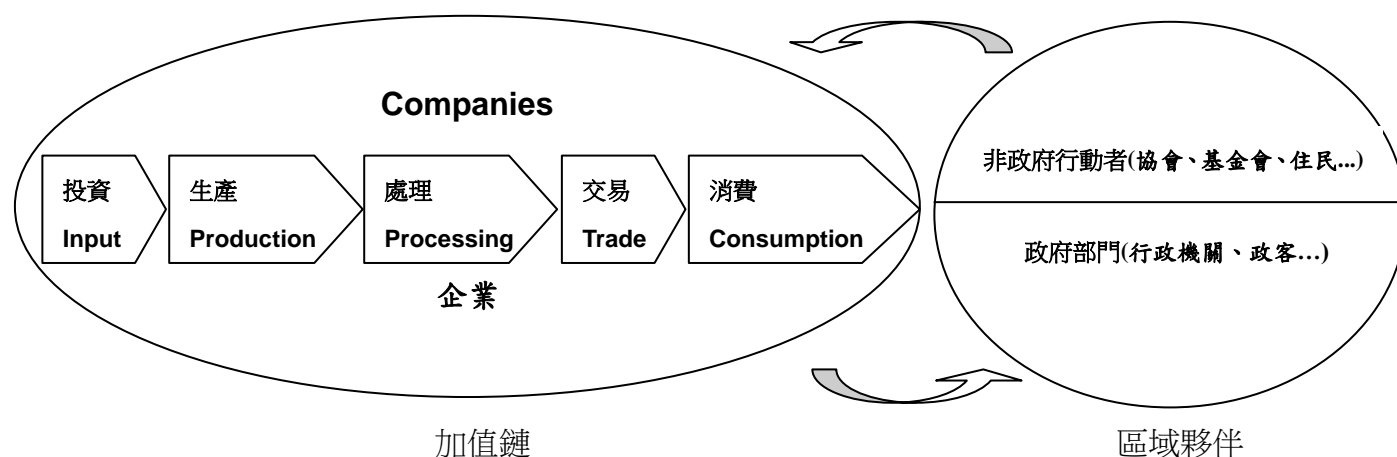 Companies
投資
Input
生產
Production
處理
Processing
交易
Trade
消費
Consumption
企業
非政府行動者(協會、基金會、住民...)
政府部門(行政機關、政客…)
加值鏈
區域夥伴